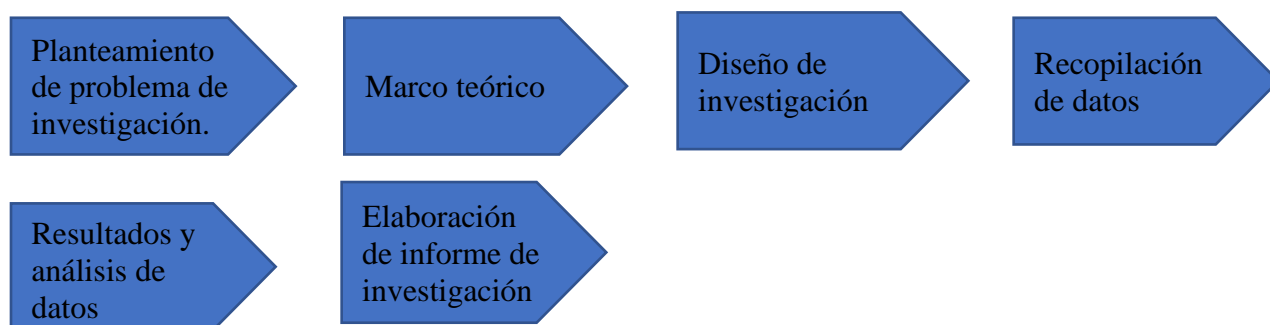 Planteamiento
de problema de
investigación.
Marco teórico
Diseño de
investigación
Recopilación
de datos
Resultados y
análisis de
datos
Elaboración
de informe de
investigación